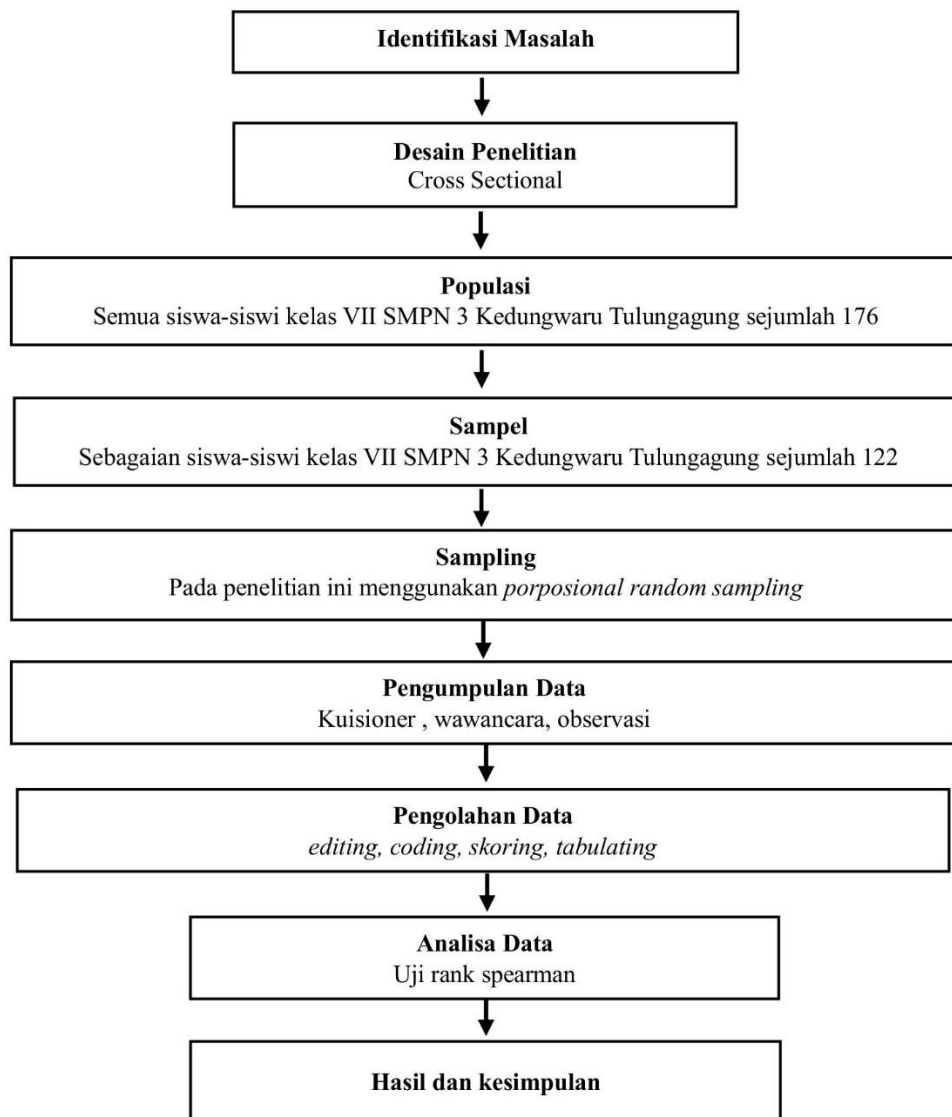 Identifikasi Masalah
Desain Penelitian
Cross Sectional
Populasi
Semua siswa-siswi kelas VII SMPN 3 Kedungwaru Tulungagung sejumlah 176
Sampel
Sebagaian siswa-siswi kelas VII SMPN 3 Kedungwaru Tulungagung sejumlah 122
Sampling
Pada penelitian ini menggunakan porposional random sampling
Pengumpulan Data
Kuisioner , wawancara, observasi
Pengolahan Data
editing, coding, skoring, tabulating
Analisa Data
Uji rank spearman
Hasil dan kesimpulan